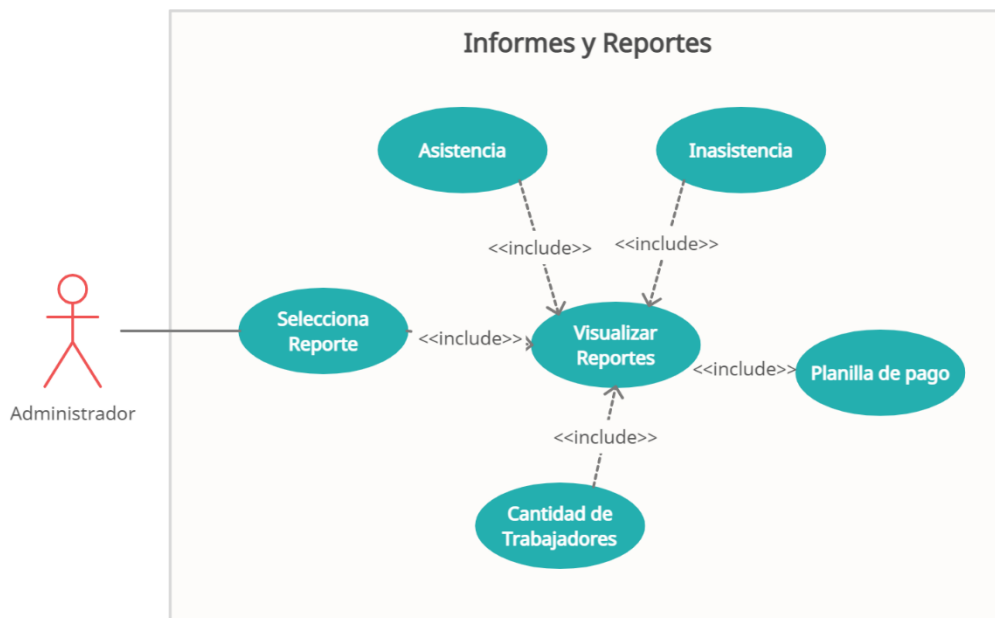 Informes y Reportes
Asistencia
Inasistencia
<<include>>
<<include>>
Selecciona
Reporte
<<include>>
Visualizar
Reportes
<<include>>
Planilla de pago
Administrador
<<include>>
Cantidad de
Trabajadores